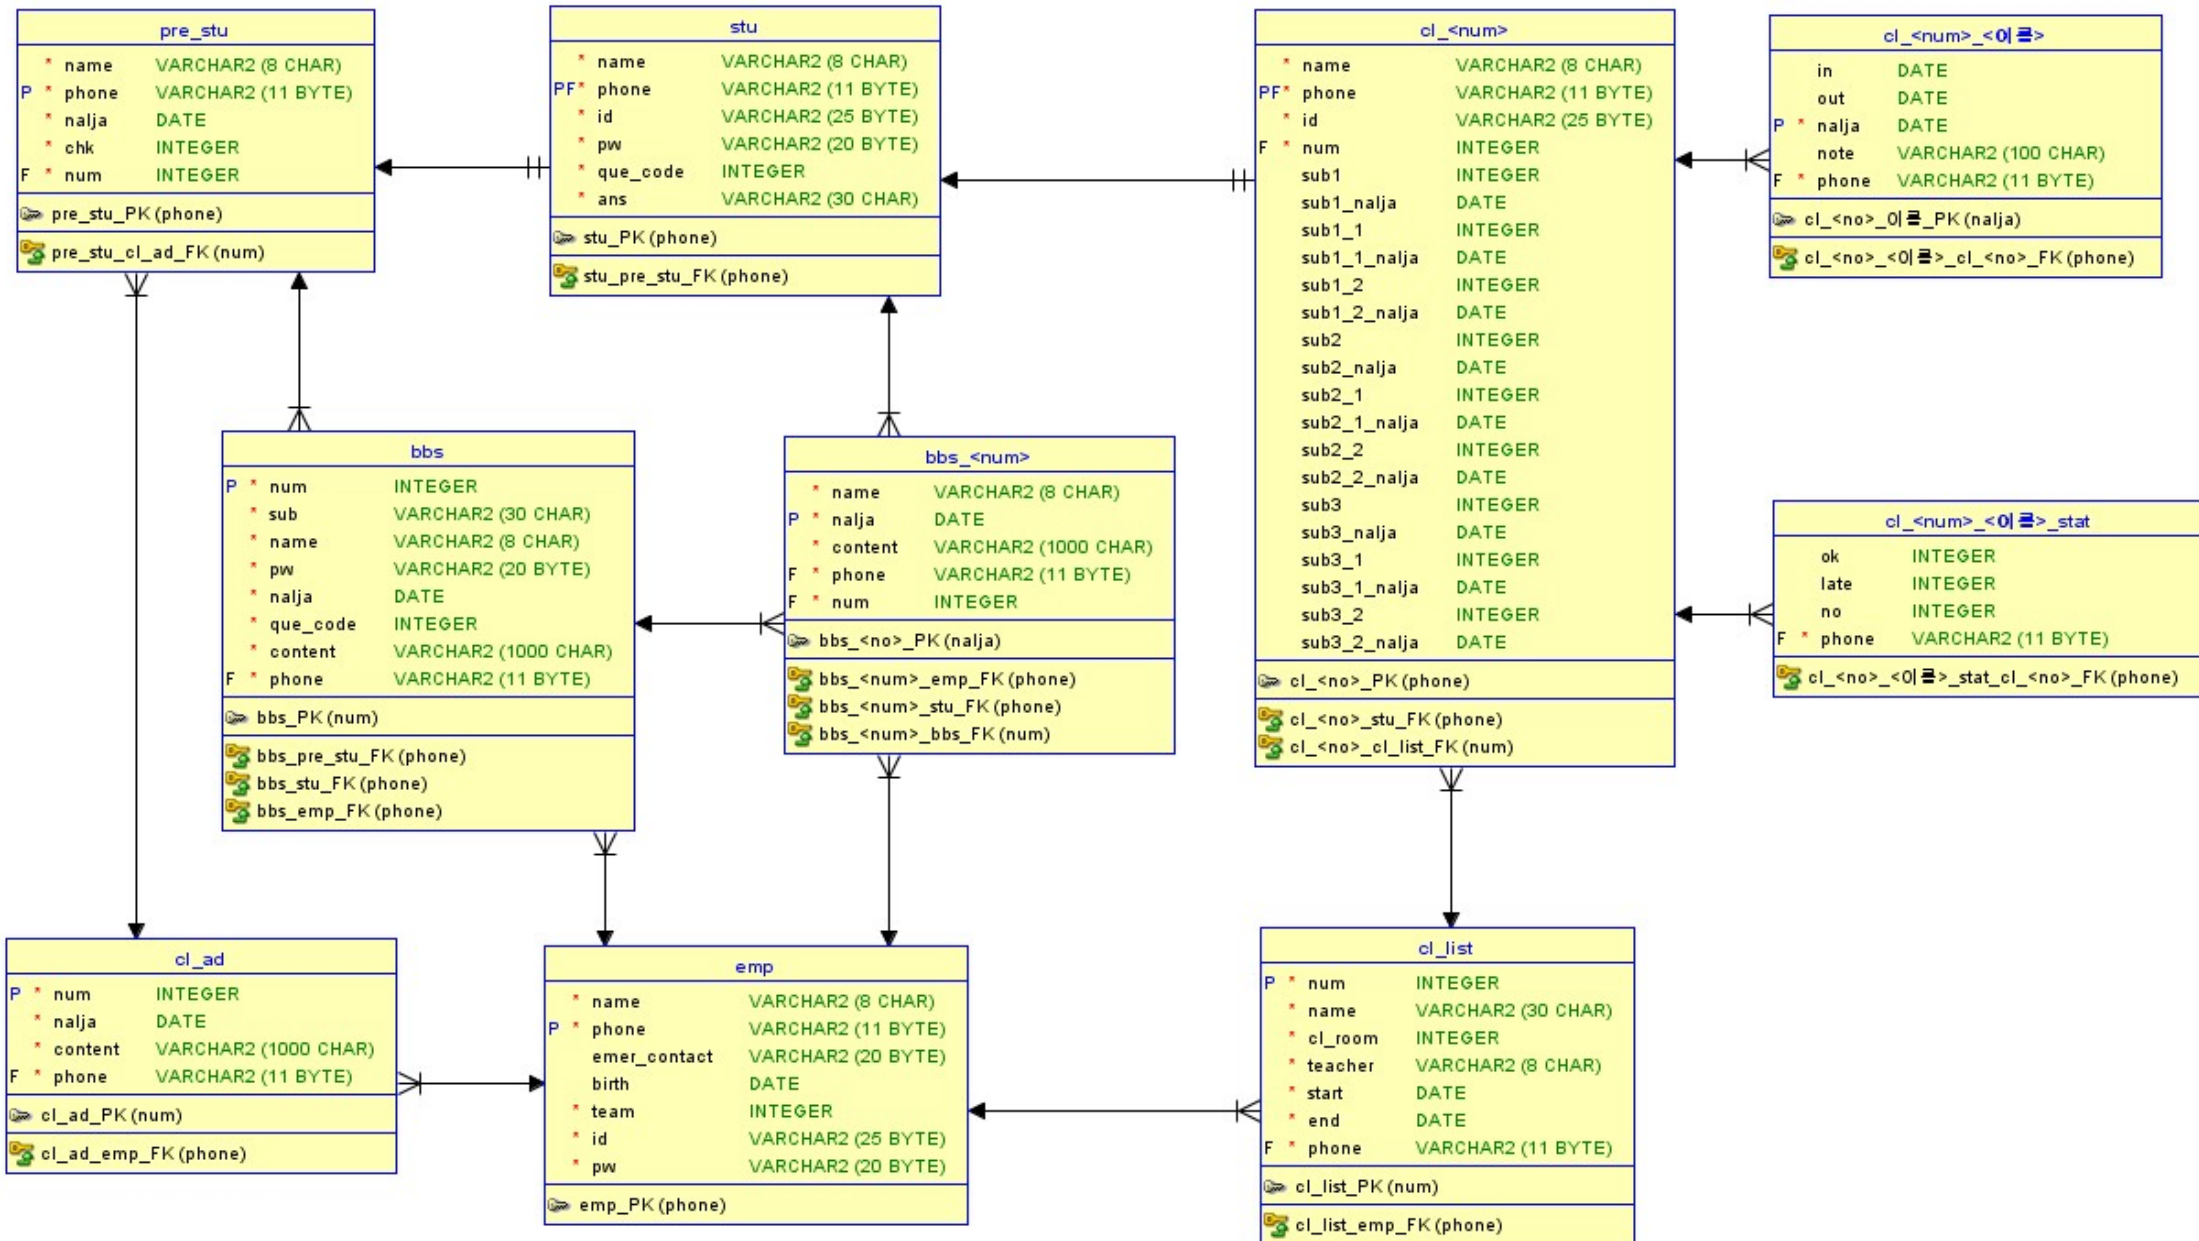 pre_stu
* name VARCHAR2 (8 CHAR)
P * phone VARCHAR2 (11 BYTE)
* nalja DATE
* chk INTEGER
F * num INTEGER
pre_stu_PK (phone)
pre_stu_cl_ad_FK (num)
stu
* name VARCHAR2 (8 CHAR)
PF* phone VARCHAR2 (11 BYTE)
* id VARCHAR2 (25 BYTE)
* pw VARCHAR2 (20 BYTE)
* que_code INTEGER
* ans VARCHAR2 (30 CHAR)
stu_PK (phone)
stu_pre_stu_FK (phone)
cl_<num>
* name VARCHAR2 (8 CHAR)
PF* phone VARCHAR2 (11 BYTE)
* id VARCHAR2 (25 BYTE)
F * num INTEGER
sub1 INTEGER
sub1_nalja DATE
sub1_1 INTEGER
sub1_1_nalja DATE
sub1_2 INTEGER
sub1_2_nalja DATE
sub2 INTEGER
sub2_nalja DATE
sub2_1 INTEGER
sub2_1_nalja DATE
sub2_2 INTEGER
sub2_2_nalja DATE
sub3 INTEGER
sub3_nalja DATE
sub3_1 INTEGER
sub3_1_nalja DATE
sub3_2 INTEGER
sub3_2_nalja DATE
cl_<no>_PK (phone)
cl_<no>_stu_FK (phone)
cl_<no>_cl_list_FK (num)
cl_<num>_<이름>
in DATE
out DATE
P * nalja DATE
note VARCHAR2 (100 CHAR)
F * phone VARCHAR2 (11 BYTE)
cl_<no>_이름_PK (nalja)
cl_<no>_<이름>_cl_<no>_FK (phone)
bbs
P * num INTEGER
* sub VARCHAR2 (30 CHAR)
* name VARCHAR2 (8 CHAR)
* pw VARCHAR2 (20 BYTE)
* nalja DATE
* que_code INTEGER
* content VARCHAR2 (1000 CHAR)
F * phone VARCHAR2 (11 BYTE)
bbs_PK (num)
bbs_pre_stu_FK (phone)
bbs_stu_FK (phone)
bbs_emp_FK (phone)
bbs_<num>
* name VARCHAR2 (8 CHAR)
P * nalja DATE
* content VARCHAR2 (1000 CHAR)
F * phone VARCHAR2 (11 BYTE)
F * num INTEGER
bbs_<no>_PK (nalja)
bbs_<num>_emp_FK (phone)
bbs_<num>_stu_FK (phone)
bbs_<num>_bbs_FK (num)
cl_<num>_<이름>_stat
ok INTEGER
late INTEGER
no INTEGER
F * phone VARCHAR2 (11 BYTE)
cl_<no>_<이름>_stat_cl_<no>_FK (phone)
cl_ad
P * num INTEGER
* nalja DATE
* content VARCHAR2 (1000 CHAR)
F * phone VARCHAR2 (11 BYTE)
cl_ad_PK (num)
cl_ad_emp_FK (phone)
emp
* name VARCHAR2 (8 CHAR)
P * phone VARCHAR2 (11 BYTE)
emer_contact VARCHAR2 (20 BYTE)
birth DATE
* team INTEGER
* id VARCHAR2 (25 BYTE)
* pw VARCHAR2 (20 BYTE)
emp_PK (phone)
cl_list
P * num INTEGER
* name VARCHAR2 (30 CHAR)
* cl_room INTEGER
* teacher VARCHAR2 (8 CHAR)
* start DATE
* end DATE
F * phone VARCHAR2 (11 BYTE)
cl_list_PK (num)
cl_list_emp_FK (phone)